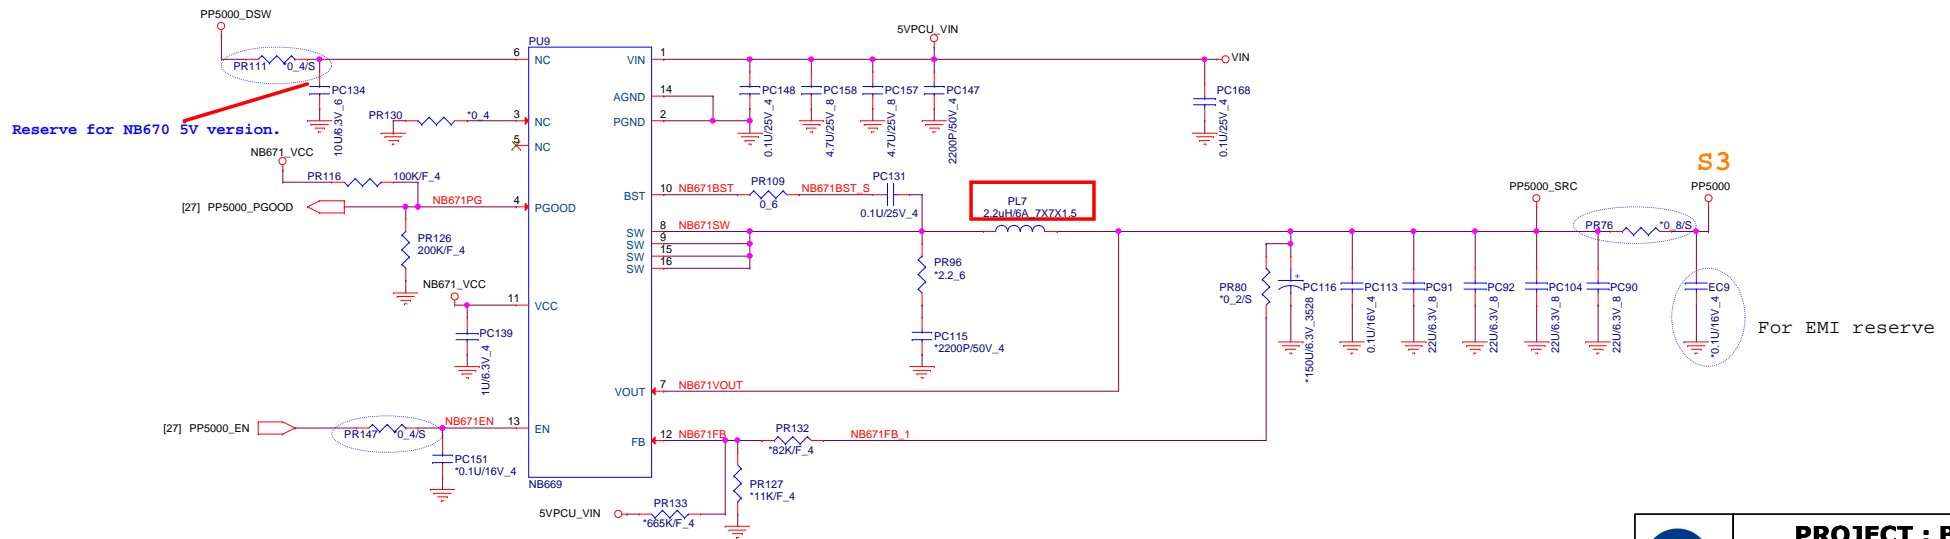 PP5000_DSW
PR111
*0_4/S
PC134
10U/6.3V_6
Reserve for NB670 5V version.
PR130
*0_4
NB671_VCC
PR116
100K/F_4
[27] PP5000_PGOOD
NB671PG
PR126
200K/F_4
NB671_VCC
PC139
1U/6.3V_4
[27] PP5000_EN
PR147
*0_4/S
NB671EN
PC151
*0.1U/16V_4
PU9
6
NC
3
NC
5
NC
4
PGOOD
11
VCC
13
EN
NB669
VIN
1
AGND
14
PGND
2
BST
10
SW
8
SW
9
SW
15
SW
16
VOUT
7
FB
12
5VPCU_VIN
VIN
PC148
0.1U/25V_4
PC158
4.7U/25V_8
PC157
4.7U/25V_8
PC147
2200P/50V_4
PC168
0.1U/25V_4
NB671BST
PR109
0_6
NB671BST_S
PC131
0.1U/25V_4
NB671SW
PL7
2.2uH/6A_7X7X1.5
PR96
*2.2_6
PC115
*2200P/50V_4
NB671VOUT
NB671FB
PR132
*82K/F_4
NB671FB_1
PR127
*11K/F_4
5VPCU_VIN
PR133
*665K/F_4
PR80
*0_2/S
+
PC116
*150U/6.3V_3528
PC113
0.1U/16V_4
PC91
22U/6.3V_8
PC92
22U/6.3V_8
PC104
22U/6.3V_8
PC90
22U/6.3V_8
PP5000_SRC
S3
PP5000
PR76
*0_8/S
EC9
*0.1U/16V_4
For EMI reserve
PROJECT :